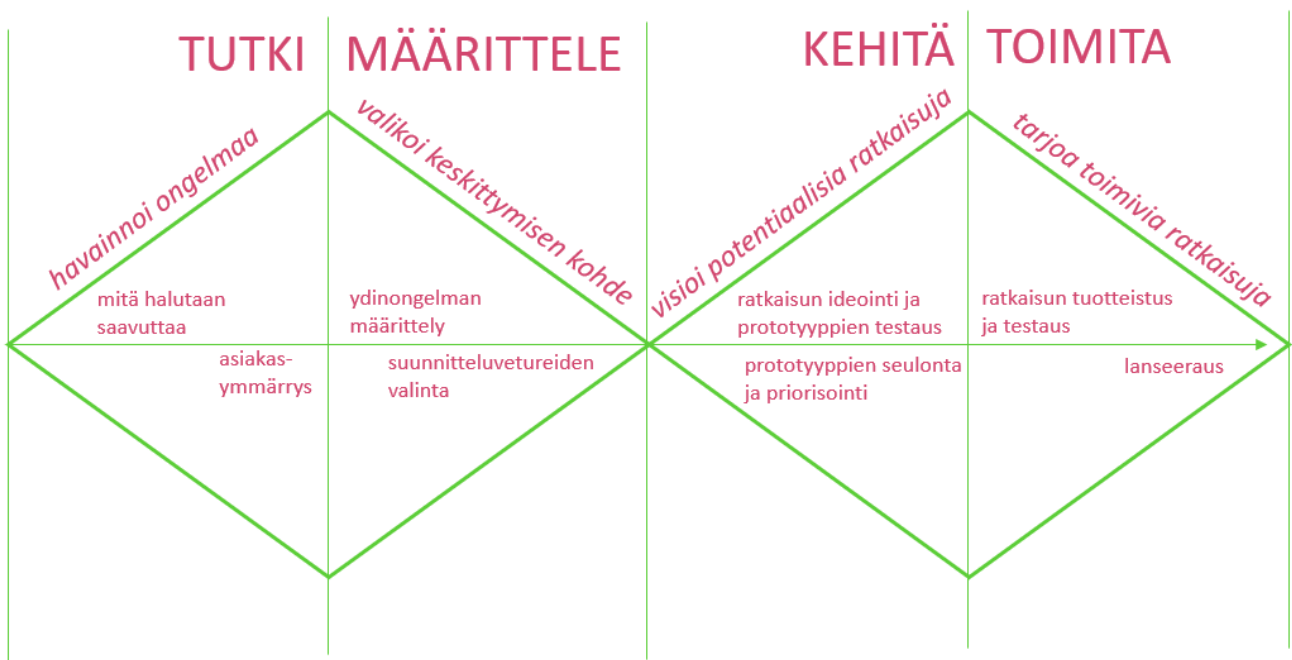 TUTKI
MÄÄRITTELE
KEHITÄ
TOIMITA
havainnoi ongelmaa
valikoi keskittymisen kohde
visioi potentiaalisia ratkaisuja
tarjoa toimivia ratkaisuja
mitä halutaan
saavuttaa
asiakas-
ymmärrys
ydinongelman
määrittely
suunnitteluvetureiden
valinta
ratkaisun ideointi ja
prototyyppien testaus
prototyyppien seulonta
ja priorisointi
ratkaisun tuotteistus
ja testaus
lanseeraus